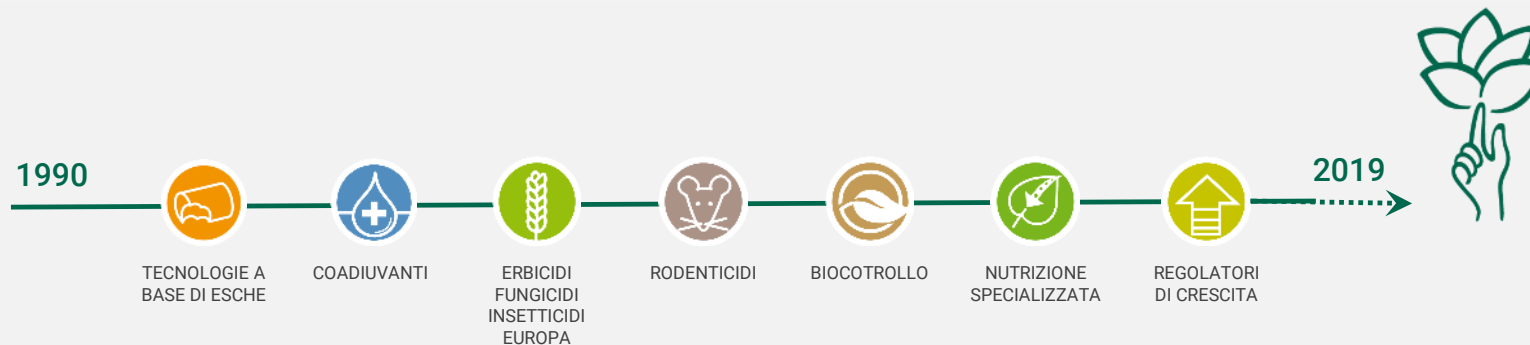 1990
2019
TECNOLOGIE A
BASE DI ESCHE
COADIUVANTI
ERBICIDI
FUNGICIDI
INSETTICIDI
EUROPA
RODENTICIDI
BIOCOTROLLO
NUTRIZIONE
SPECIALIZZATA
REGOLATORI
DI CRESCITA